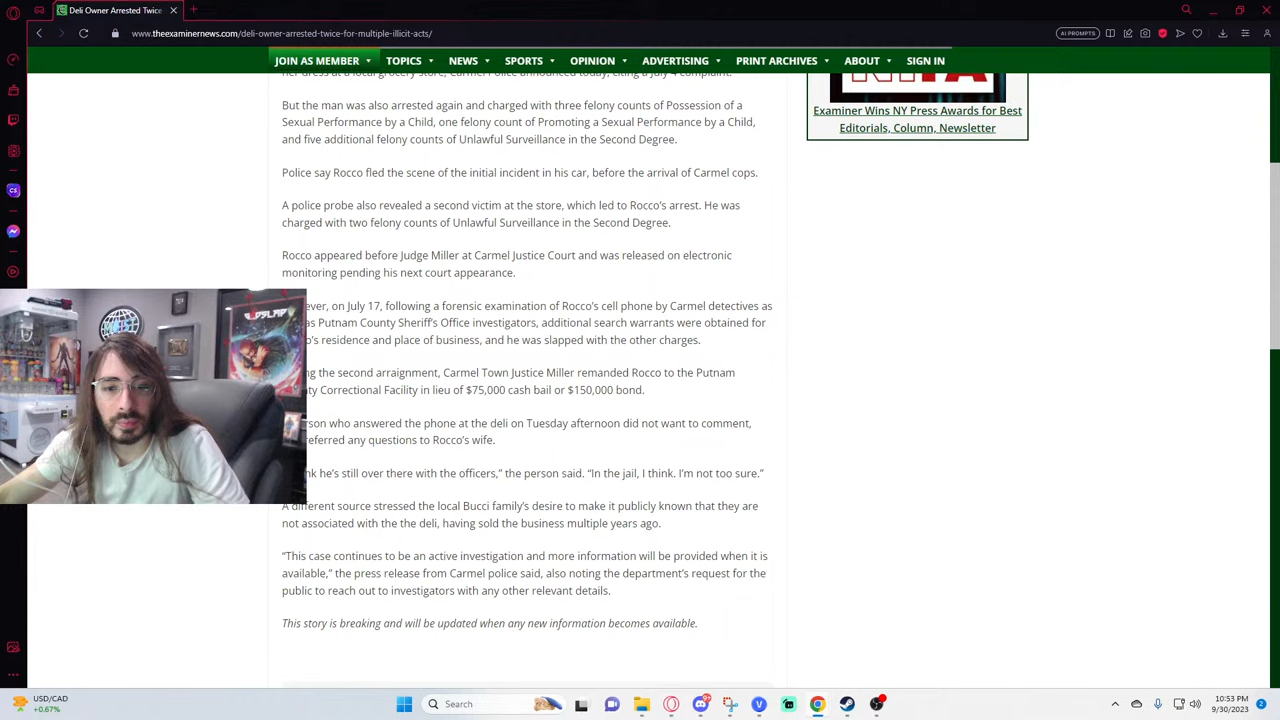 Deli Owner Arrested Twice
www.theexaminernews.com/deli-owner-arrested-twice-for-multiple-illicit-acts/
AI PROMPTS
JOIN AS MEMBER TOPICS NEWS SPORTS OPINION ADVERTISING PRINT ARCHIVES ABOUT SIGN IN
her dress at a local grocery store, Carmel Police announced today, citing a July 4 complaint.
But the man was also arrested again and charged with three felony counts of Possession of a
Sexual Performance by a Child, one felony count of Promoting a Sexual Performance by a Child,
and five additional felony counts of Unlawful Surveillance in the Second Degree.
Police say Rocco fled the scene of the initial incident in his car, before the arrival of Carmel cops.
A police probe also revealed a second victim at the store, which led to Rocco’s arrest. He was
charged with two felony counts of Unlawful Surveillance in the Second Degree.
Rocco appeared before Judge Miller at Carmel Justice Court and was released on electronic
monitoring pending his next court appearance.
ever, on July 17, following a forensic examination of Rocco’s cell phone by Carmel detectives as
as Putnam County Sheriff’s Office investigators, additional search warrants were obtained for
o’s residence and place of business, and he was slapped with the other charges.
ng the second arraignment, Carmel Town Justice Miller remanded Rocco to the Putnam
ty Correctional Facility in lieu of $75,000 cash bail or $150,000 bond.
rson who answered the phone at the deli on Tuesday afternoon did not want to comment,
eferred any questions to Rocco’s wife.
nk he’s still over there with the officers,” the person said. “In the jail, I think. I’m not too sure.”
A different source stressed the local Bucci family’s desire to make it publicly known that they are
not associated with the the deli, having sold the business multiple years ago.
“This case continues to be an active investigation and more information will be provided when it is
available,” the press release from Carmel police said, also noting the department’s request for the
public to reach out to investigators with any other relevant details.
This story is breaking and will be updated when any new information becomes available.
Examiner Wins NY Press Awards for Best
Editorials, Column, Newsletter
USD/CAD
+0.67%
Search
10:53 PM
9/30/2023